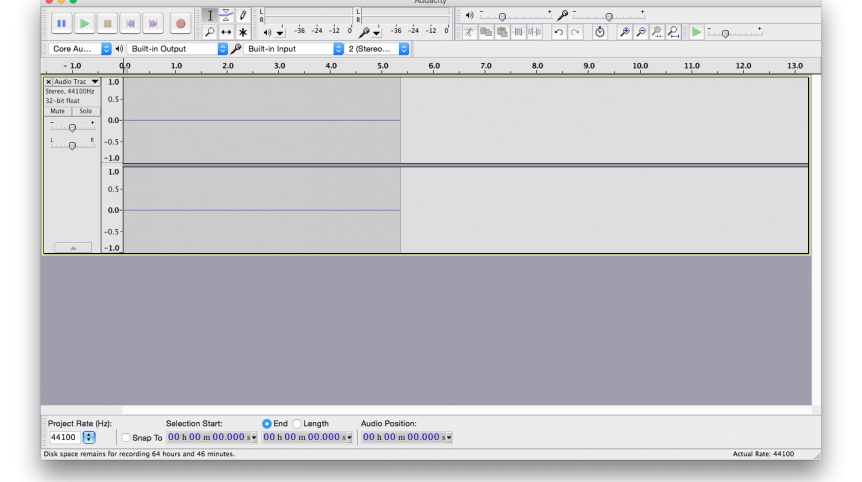 Audacity
L
R
L
R
-36 -24 -12 0
-36 -24 -12 0
Core Au... Built-in Output Built-in Input 2 (Stereo...
- 1.0 0.0 1.0 2.0 3.0 4.0 5.0 6.0 7.0 8.0 9.0 10.0 11.0 12.0 13.0
× Audio Trac ▼
Stereo, 44100Hz
32-bit float
Mute Solo
- +
L R
1.0
0.5-
0.0-
-0.5-
-1.0
1.0
0.5-
0.0-
-0.5-
-1.0
Project Rate (Hz): Selection Start: End Length Audio Position:
44100 Snap To 00 h 00 m 00.000 s 00 h 00 m 00.000 s 00 h 00 m 00.000 s
Disk space remains for recording 64 hours and 46 minutes. Actual Rate: 44100